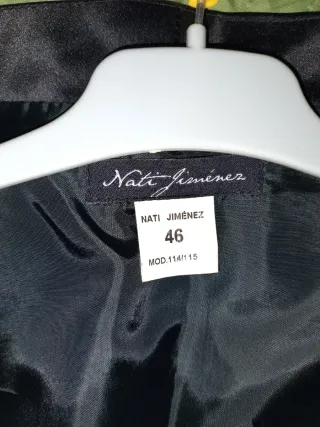 Nati Jiménez
NATI JIMÉNEZ
46
MOD.114/115